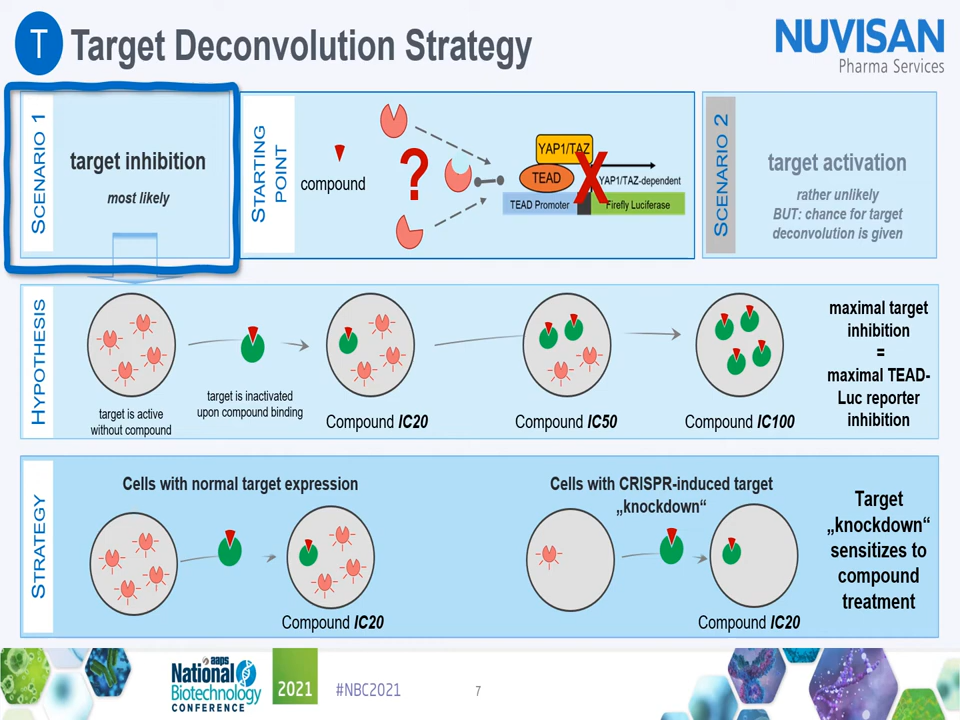 T Target Deconvolution Strategy
NUVISAN
Pharma Services
SCENARIO 1
target inhibition
most likely
STARTING
POINT
compound
?
YAP1/TAZ
TEAD
X
YAP1/TAZ-dependent
TEAD Promoter
Firefly Luciferase
SCENARIO 2
target activation
rather unlikely
BUT: chance for target
deconvolution is given
HYPOTHESIS
target is active
without compound
target is inactivated
upon compound binding
Compound IC20
Compound IC50
Compound IC100
maximal target
inhibition
=
maximal TEAD-
Luc reporter
inhibition
STRATEGY
Cells with normal target expression
Compound IC20
Cells with CRISPR-induced target
„knockdown“
Compound IC20
Target
„knockdown“
sensitizes to
compound
treatment
aaps
National
Biotechnology
CONFERENCE
2021
#NBC2021
7